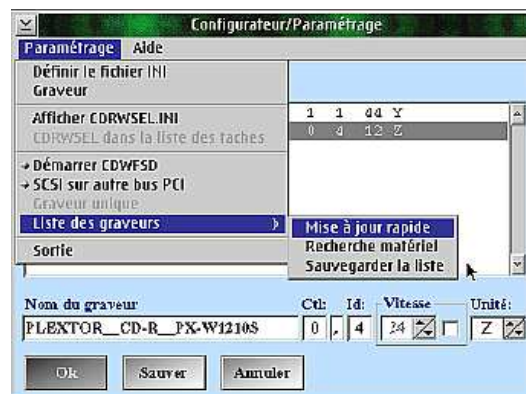 Configurateur/Paramétrage
Paramétrage Aide
Définir le fichier INI
Graveur
Afficher CDRWSEL.INI
CDRWSEL dans la liste des taches
Démarrer CDWFSD
SCSI sur autre bus PCI
Graveur unique
Liste des graveurs
Sortie
1 1 44 Y
0 4 12 Z
Mise à jour rapide
Recherche matériel
Sauvegarder la liste
Nom du graveur Ctl: Id: Vitesse Unité:
PLEXTOR__CD-R__PX-W1210S 0 , 4 24 Z
Ok Sauver Annuler